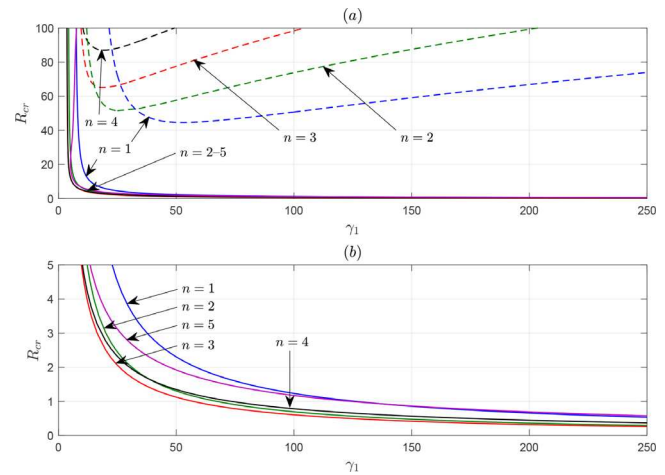 (a)
100
80
60
40
20
0
R_cr
n = 4
n = 3
n = 2
n = 1
n = 2–5
0 50 100 150 200 250
γ1
(b)
5
4
3
2
1
0
R_cr
n = 1
n = 2
n = 5
n = 4
n = 3
0 50 100 150 200 250
γ1